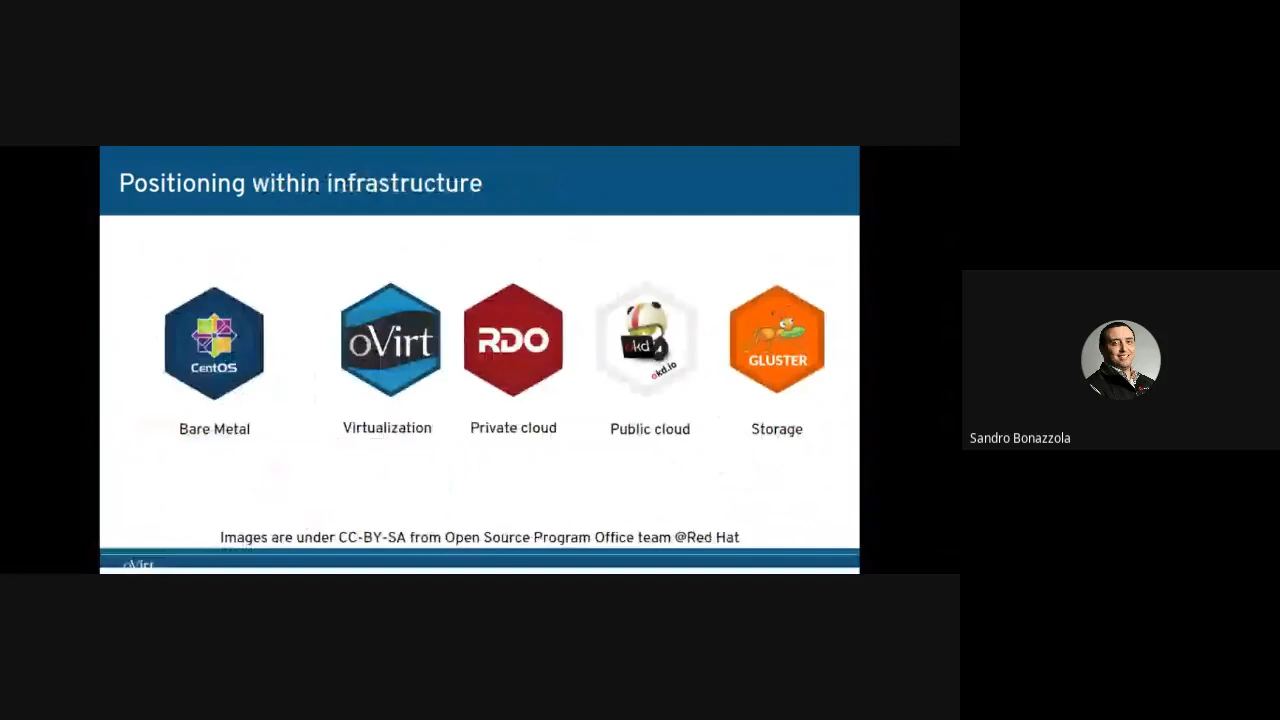 Positioning within infrastructure
CentOS
oVirt
RDO
okd
okd.io
GLUSTER
Bare Metal
Virtualization
Private cloud
Public cloud
Storage
Images are under CC-BY-SA from Open Source Program Office team @Red Hat
oVirt
Sandro Bonazzola